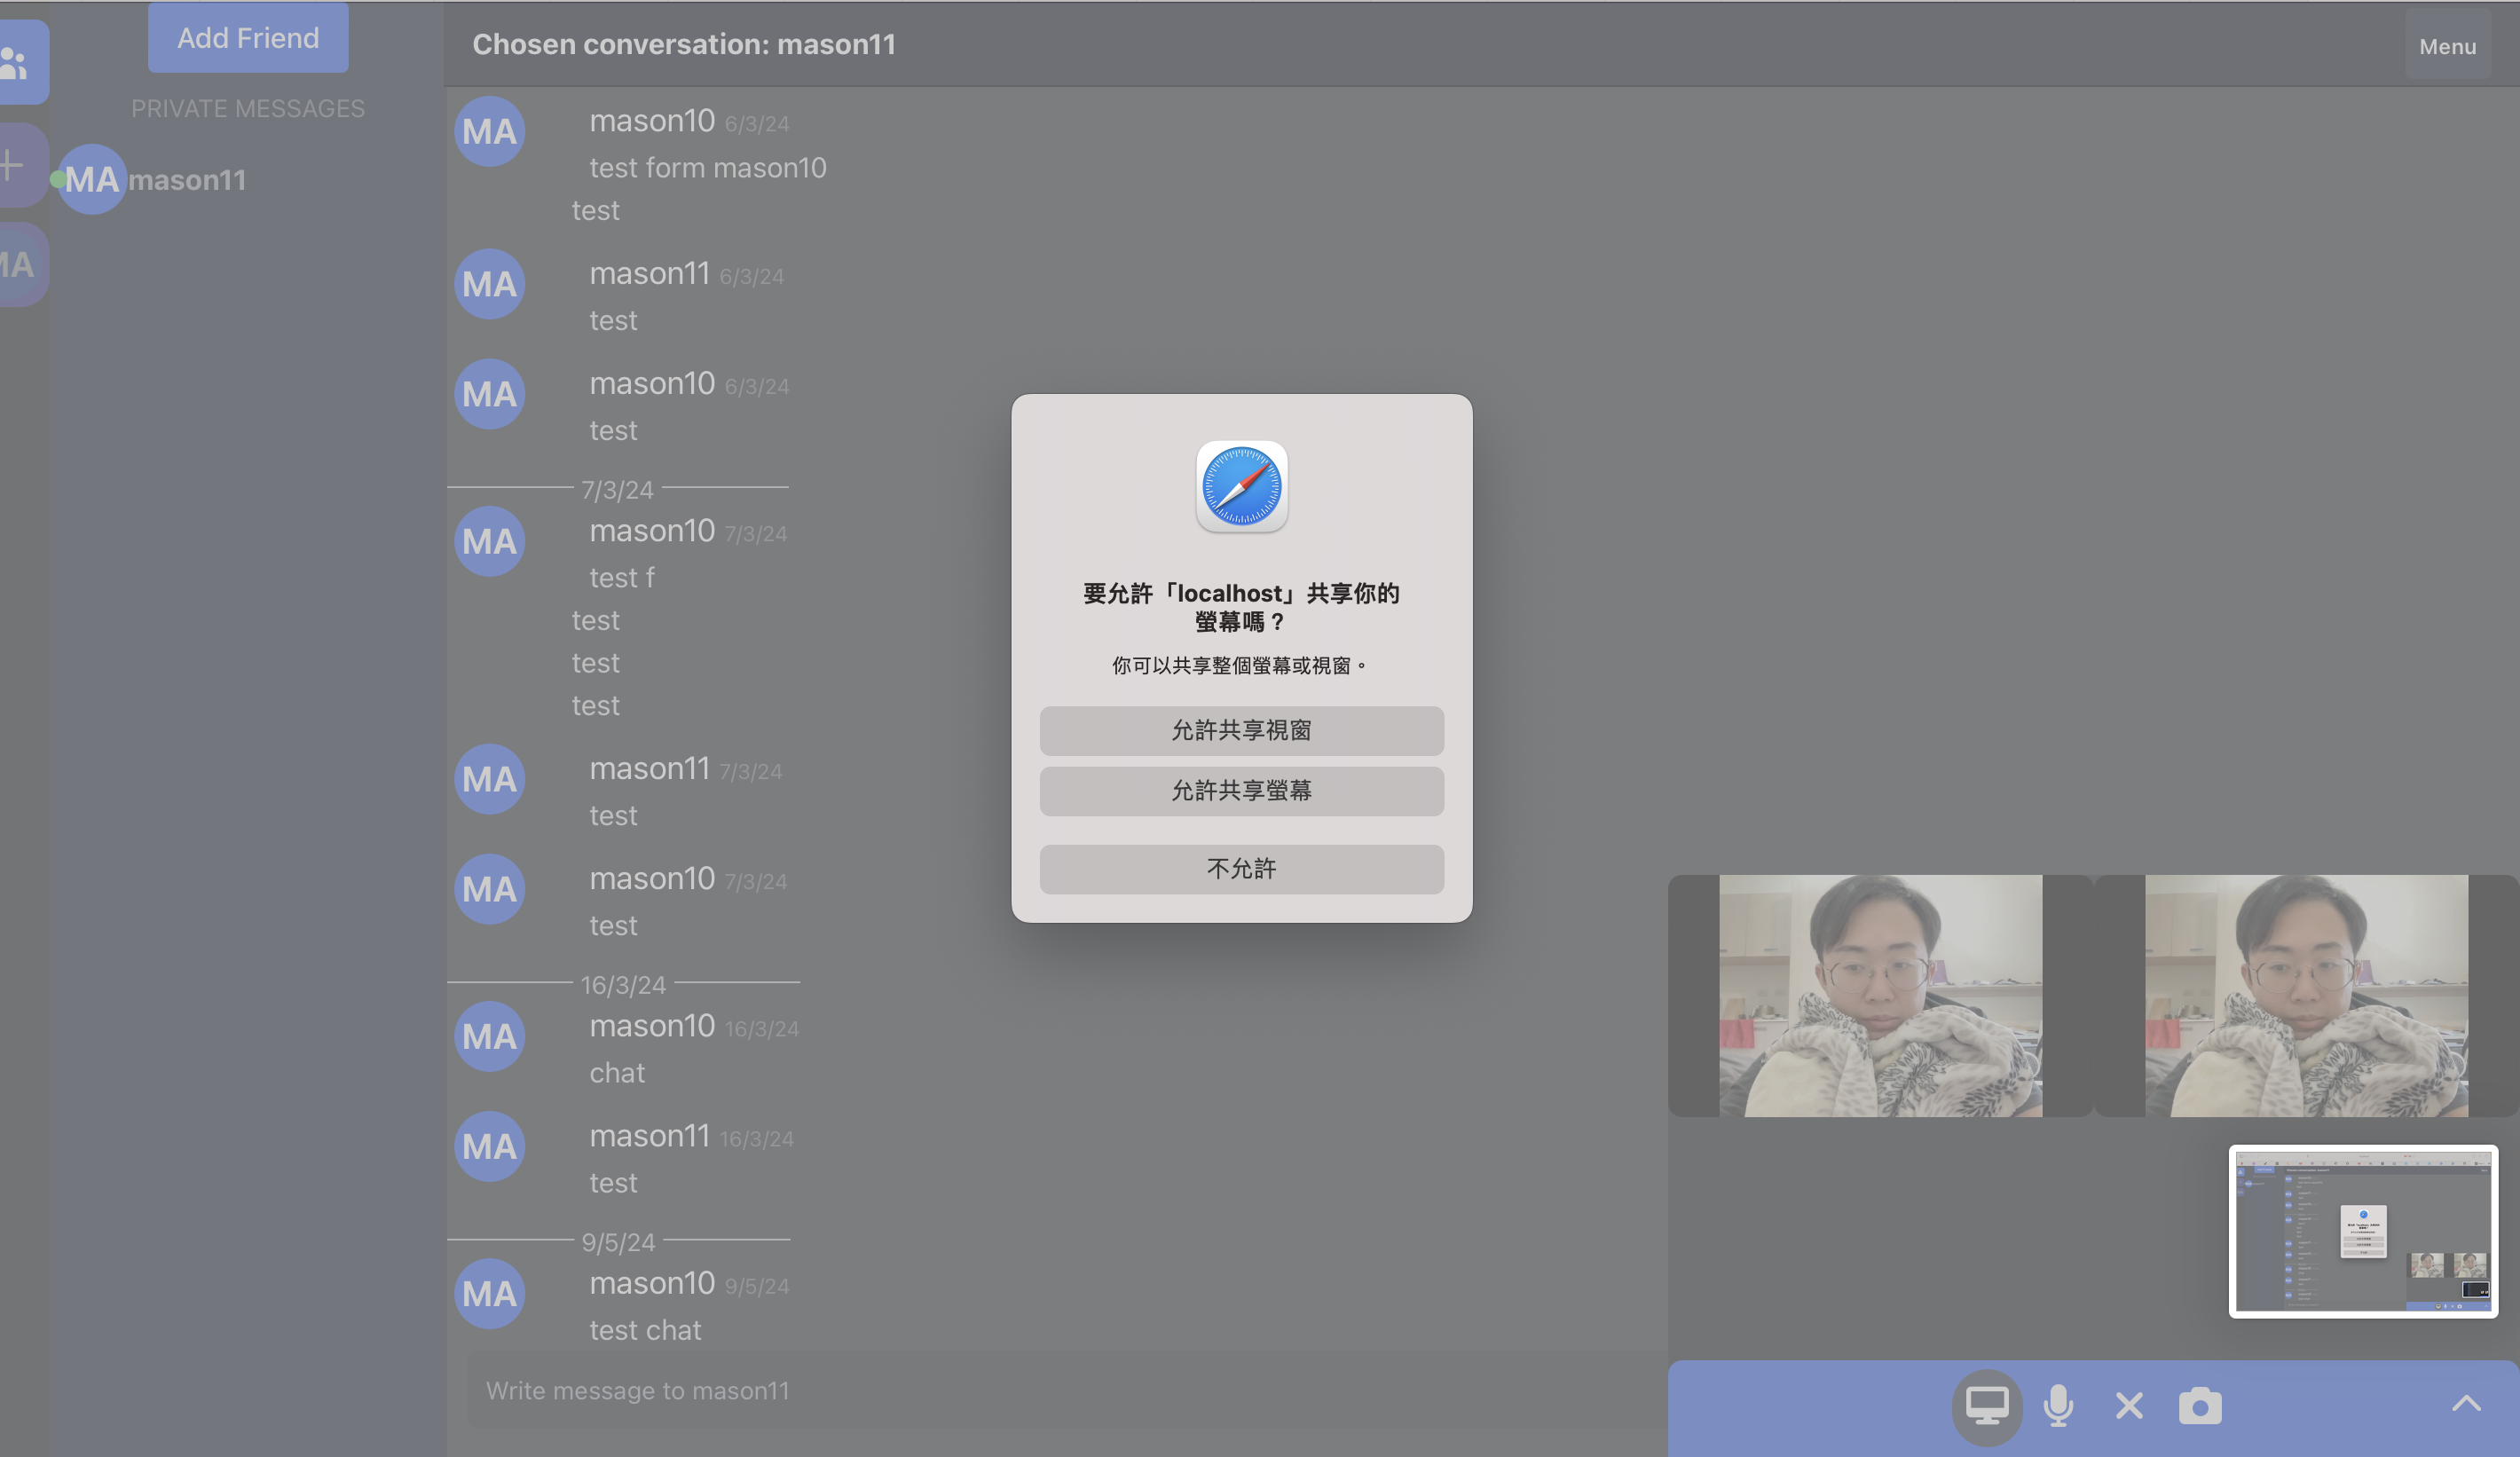 Add Friend
PRIVATE MESSAGES
MA mason11
MA
Chosen conversation: mason11
Menu
MA mason10 6/3/24
test form mason10
test
MA mason11 6/3/24
test
MA mason10 6/3/24
test
7/3/24
MA mason10 7/3/24
test f
test
test
test
MA mason11 7/3/24
test
MA mason10 7/3/24
test
16/3/24
MA mason10 16/3/24
chat
MA mason11 16/3/24
test
9/5/24
MA mason10 9/5/24
test chat
Write message to mason11
要允許「localhost」共享你的
螢幕嗎？
你可以共享整個螢幕或視窗。
允許共享視窗
允許共享螢幕
不允許